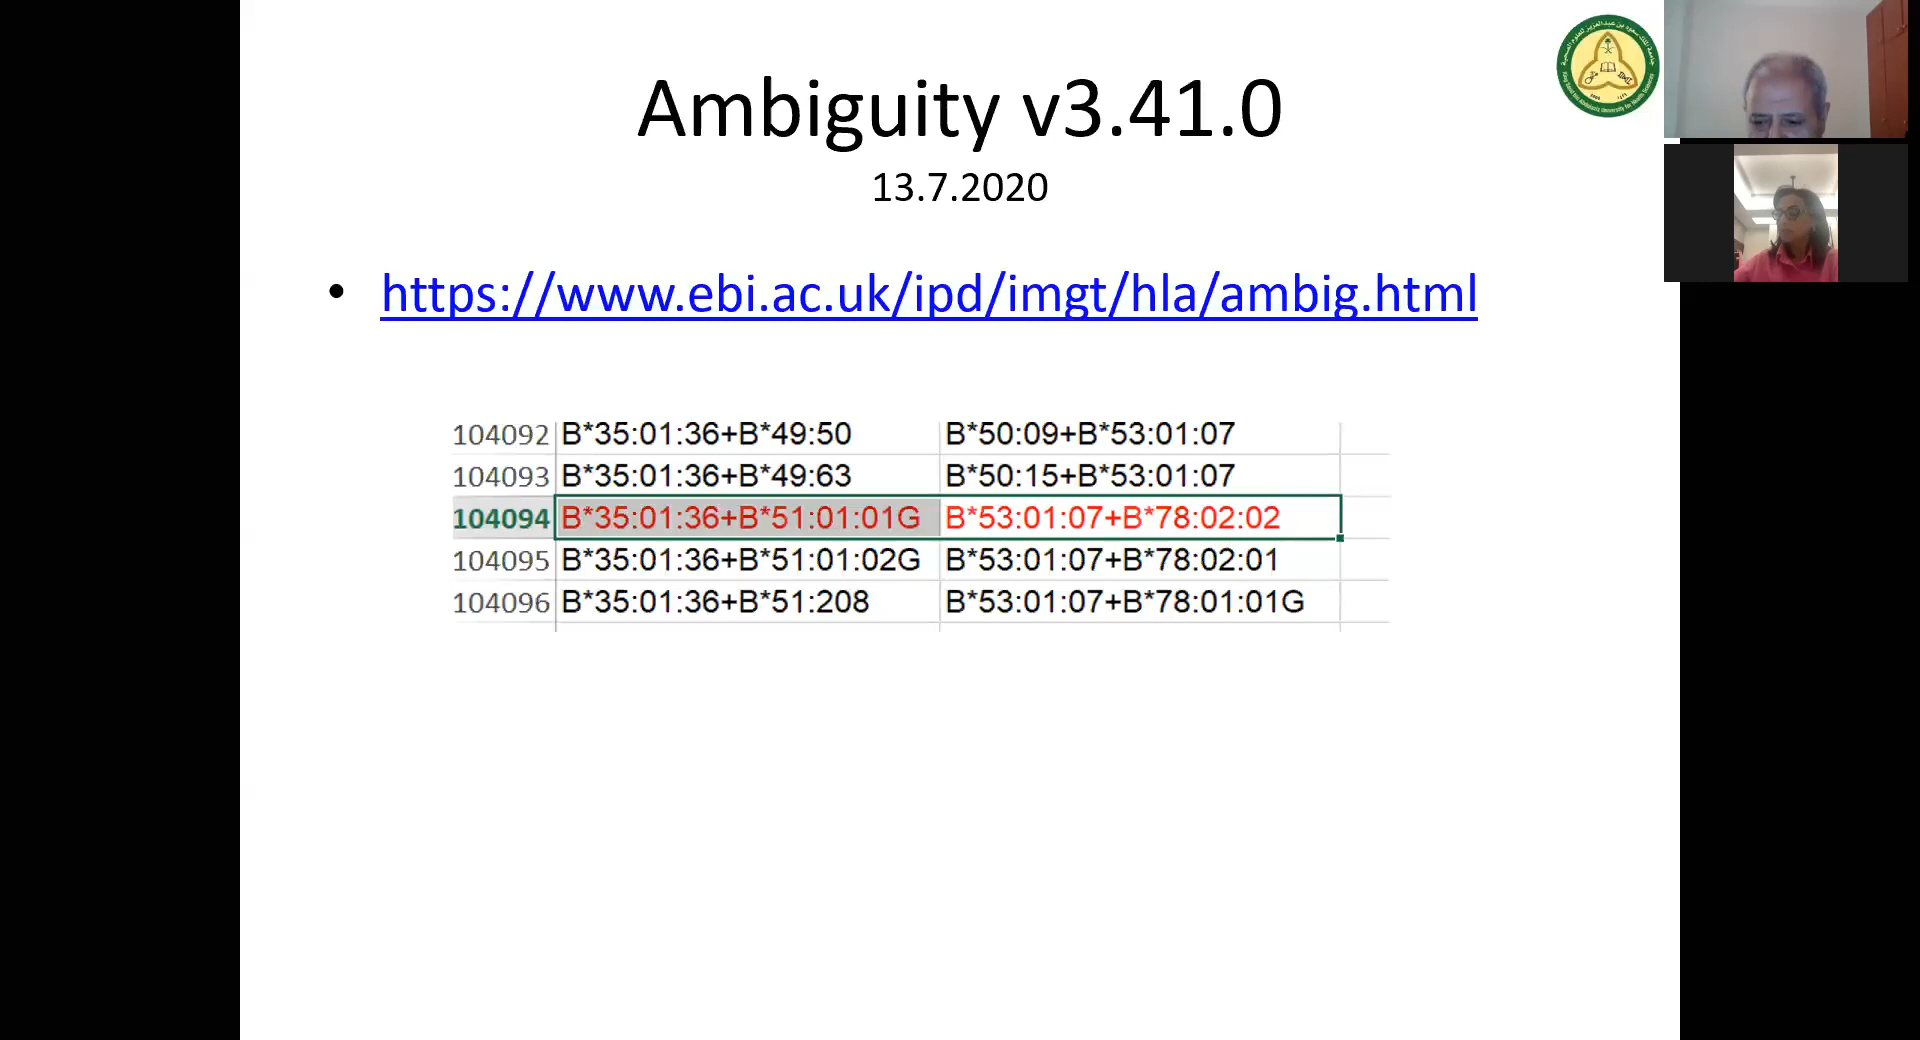 Ambiguity v3.41.0
13.7.2020
• https://www.ebi.ac.uk/ipd/imgt/hla/ambig.html
104092 B*35:01:36+B*49:50 B*50:09+B*53:01:07
104093 B*35:01:36+B*49:63 B*50:15+B*53:01:07
104094 B*35:01:36+B*51:01:01G B*53:01:07+B*78:02:02
104095 B*35:01:36+B*51:01:02G B*53:01:07+B*78:02:01
104096 B*35:01:36+B*51:208 B*53:01:07+B*78:01:01G